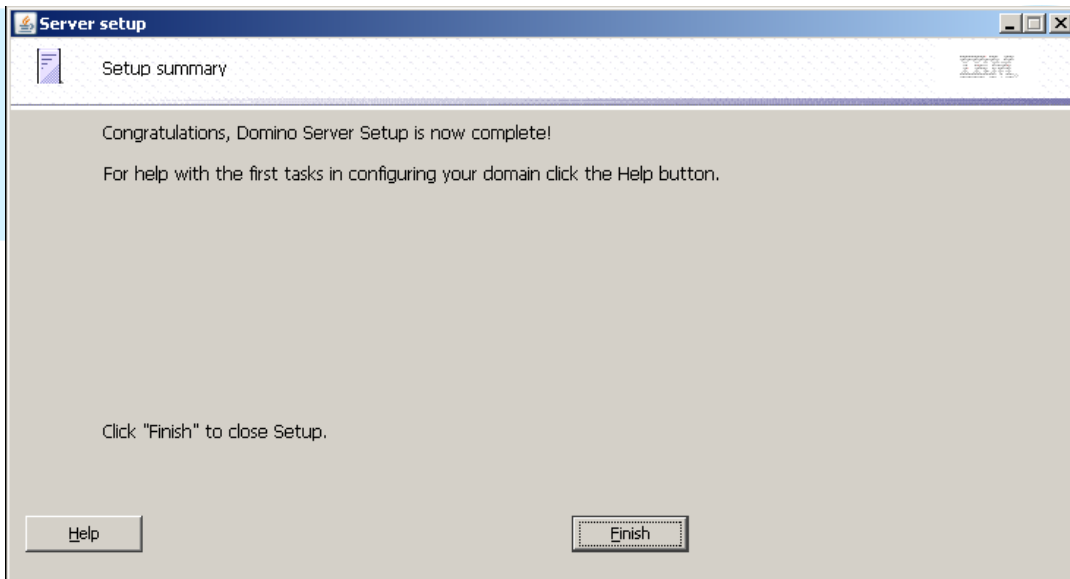 Server setup
Setup summary
IBM
Congratulations, Domino Server Setup is now complete!
For help with the first tasks in configuring your domain click the Help button.
Click "Finish" to close Setup.
Help
Finish